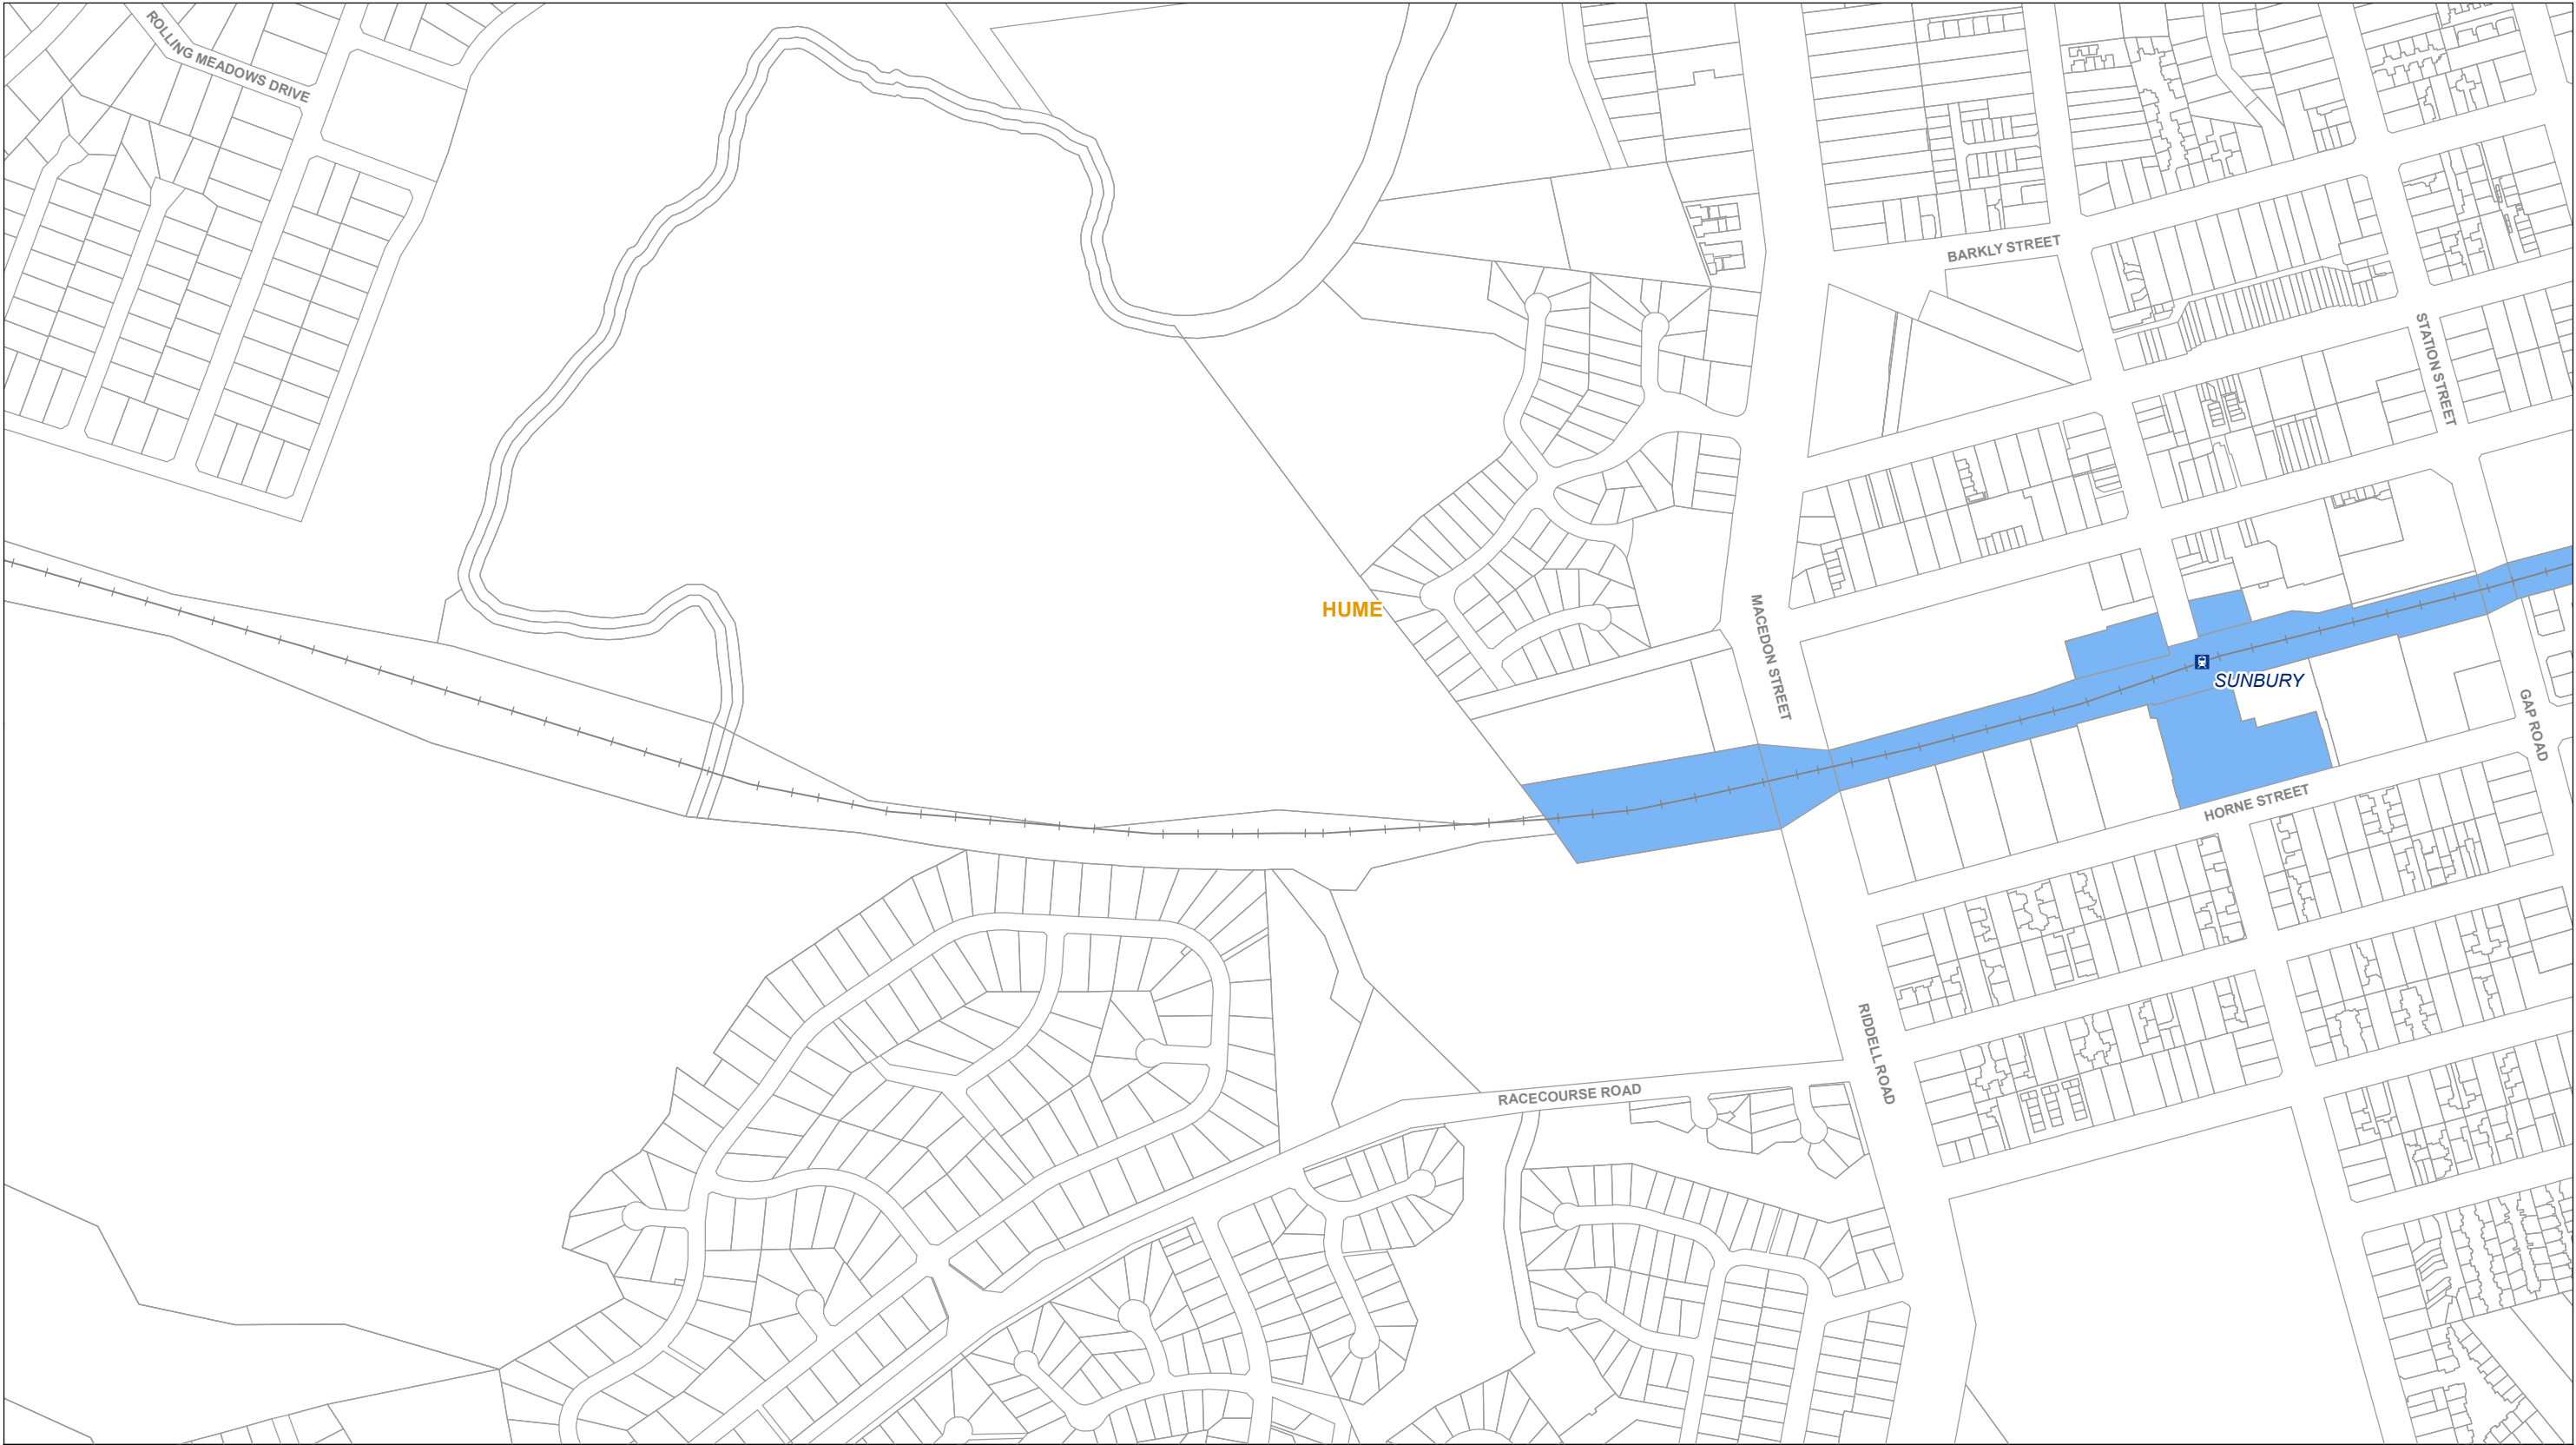 ROLLING MEADOWS DRIVE
BARKLY STREET
STATION STREET
HUME
MACEDON STREET
SUNBURY
GAP ROAD
HORNE STREET
RIDDELL ROAD
RACECOURSE ROAD